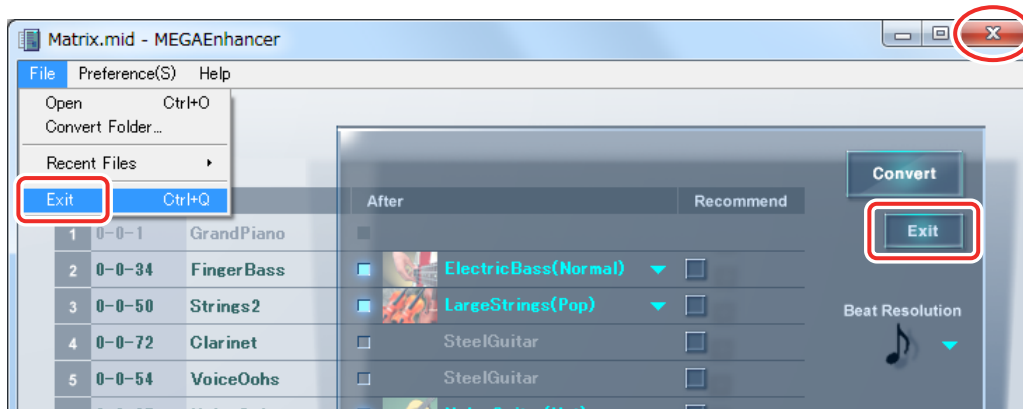 Matrix.mid - MEGAEnhancer
File Preference(S) Help
Open Ctrl+O
Convert Folder...
Recent Files
Exit Ctrl+Q
After Recommend
Convert
Exit
1 0-0-1 GrandPiano
2 0-0-34 FingerBass ElectricBass(Normal)
3 0-0-50 Strings2 LargeStrings(Pop)
Beat Resolution
4 0-0-72 Clarinet SteelGuitar
5 0-0-54 VoiceOohs SteelGuitar